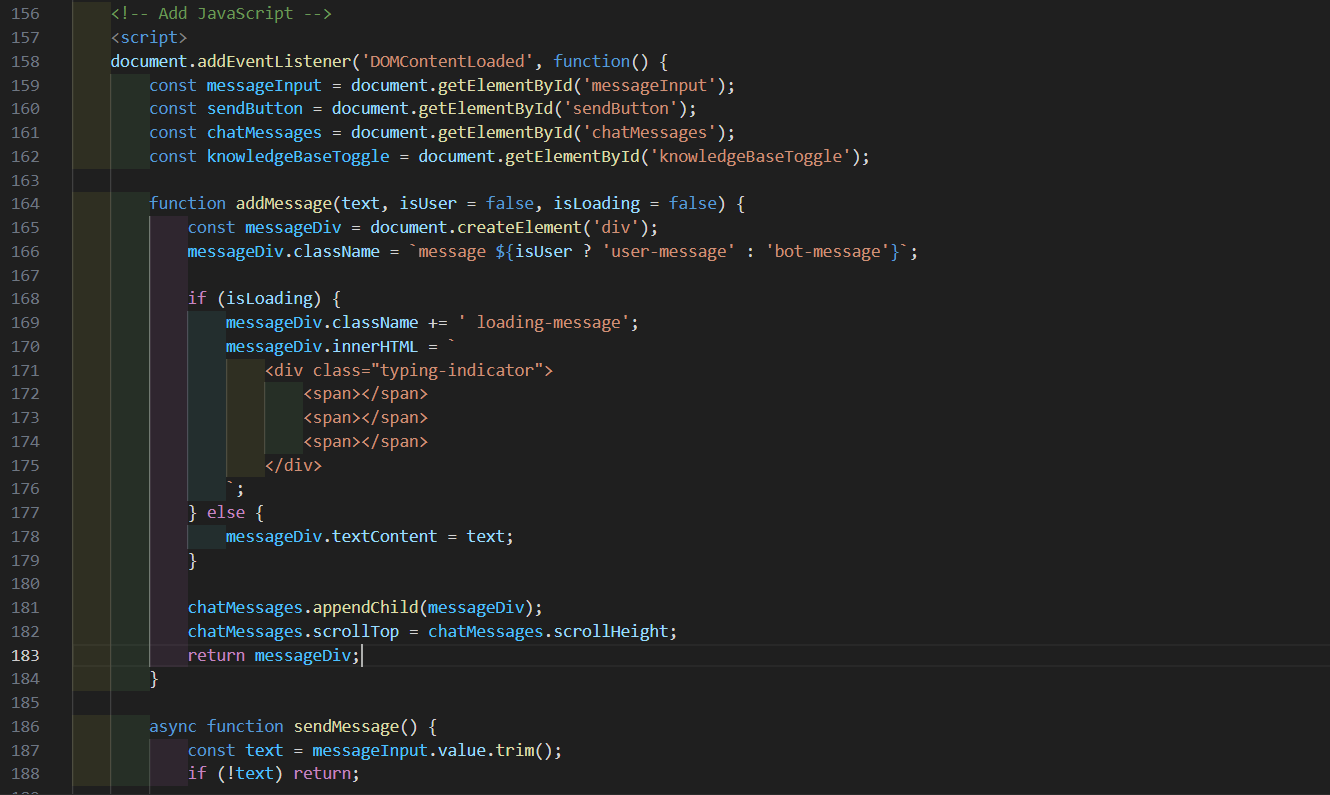 156 <!-- Add JavaScript -->
157 <script>
158 document.addEventListener('DOMContentLoaded', function() {
159 const messageInput = document.getElementById('messageInput');
160 const sendButton = document.getElementById('sendButton');
161 const chatMessages = document.getElementById('chatMessages');
162 const knowledgeBaseToggle = document.getElementById('knowledgeBaseToggle');
163
164 function addMessage(text, isUser = false, isLoading = false) {
165 const messageDiv = document.createElement('div');
166 messageDiv.className = `message ${isUser ? 'user-message' : 'bot-message'}`;
167
168 if (isLoading) {
169 messageDiv.className += ' loading-message';
170 messageDiv.innerHTML = `
171 <div class="typing-indicator">
172 <span></span>
173 <span></span>
174 <span></span>
175 </div>
176 `;
177 } else {
178 messageDiv.textContent = text;
179 }
180
181 chatMessages.appendChild(messageDiv);
182 chatMessages.scrollTop = chatMessages.scrollHeight;
183 return messageDiv;
184 }
185
186 async function sendMessage() {
187 const text = messageInput.value.trim();
188 if (!text) return;